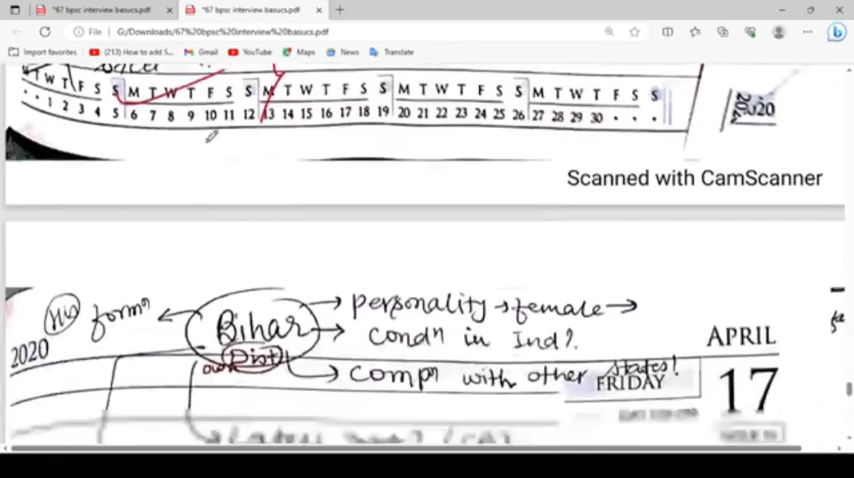 *67 bpsc interview basucs.pdf
*67 bpsc interview basucs.pdf
File | G:/Downloads/67%20bpsc%20interview%20basucs.pdf
Import favorites (213) How to add S... Gmail YouTube Maps News Translate
T W T F S S M T W T F S S M T W T F S S M T W T F S S M T W T F S S
1 2 3 4 5 6 7 8 9 10 11 12 13 14 15 16 17 18 19 20 21 22 23 24 25 26 27 28 29 30
2020
Scanned with CamScanner
His formn ← Bihar → personality → female →
→ Condn in Ind?
2020
own Dist
→ Compn with other states!
APRIL
FRIDAY
17